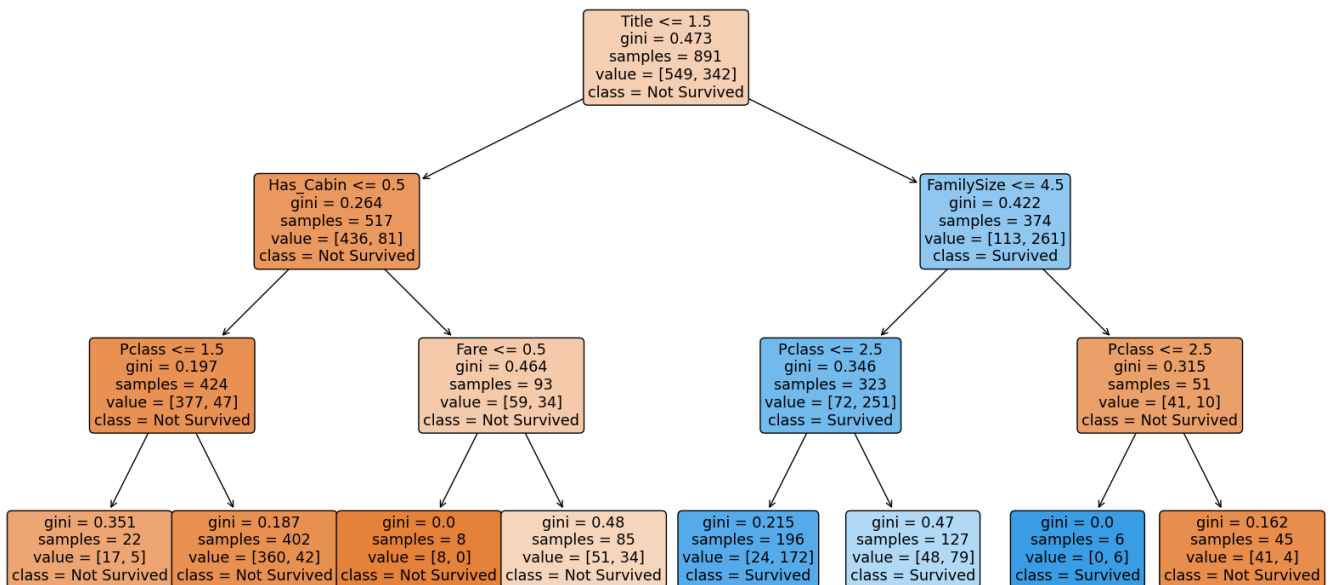 Title <= 1.5
gini = 0.473
samples = 891
value = [549, 342]
class = Not Survived
Has_Cabin <= 0.5
gini = 0.264
samples = 517
value = [436, 81]
class = Not Survived
FamilySize <= 4.5
gini = 0.422
samples = 374
value = [113, 261]
class = Survived
Pclass <= 1.5
gini = 0.197
samples = 424
value = [377, 47]
class = Not Survived
Fare <= 0.5
gini = 0.464
samples = 93
value = [59, 34]
class = Not Survived
Pclass <= 2.5
gini = 0.346
samples = 323
value = [72, 251]
class = Survived
Pclass <= 2.5
gini = 0.315
samples = 51
value = [41, 10]
class = Not Survived
gini = 0.351
samples = 22
value = [17, 5]
class = Not Survived
gini = 0.187
samples = 402
value = [360, 42]
class = Not Survived
gini = 0.0
samples = 8
value = [8, 0]
class = Not Survived
gini = 0.48
samples = 85
value = [51, 34]
class = Not Survived
gini = 0.215
samples = 196
value = [24, 172]
class = Survived
gini = 0.47
samples = 127
value = [48, 79]
class = Survived
gini = 0.0
samples = 6
value = [0, 6]
class = Survived
gini = 0.162
samples = 45
value = [41, 4]
class = Not Survived